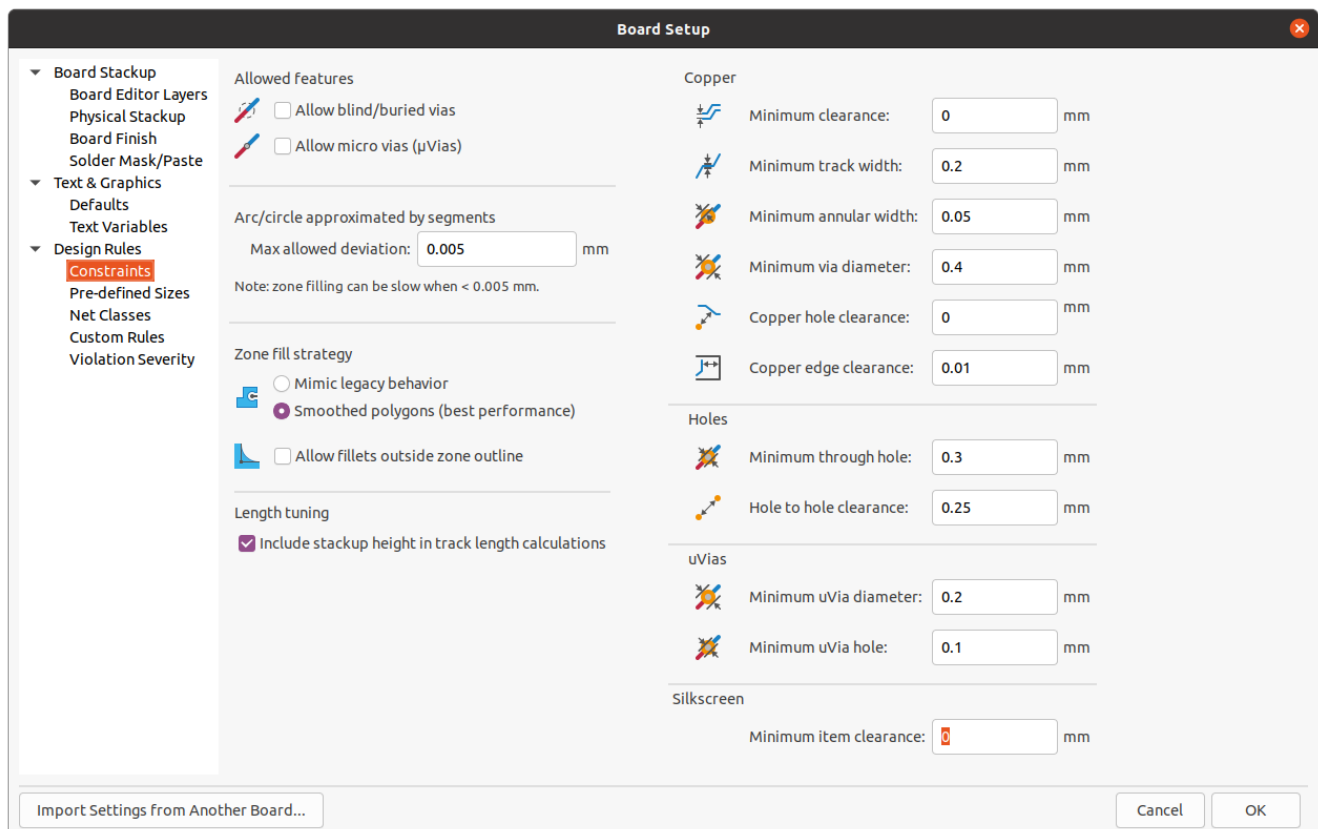 Board Setup
Board Stackup
Board Editor Layers
Physical Stackup
Board Finish
Solder Mask/Paste
Text & Graphics
Defaults
Text Variables
Design Rules
Constraints
Pre-defined Sizes
Net Classes
Custom Rules
Violation Severity
Allowed features
Allow blind/buried vias
Allow micro vias (μVias)
Arc/circle approximated by segments
Max allowed deviation: 0.005 mm
Note: zone filling can be slow when < 0.005 mm.
Zone fill strategy
Mimic legacy behavior
Smoothed polygons (best performance)
Allow fillets outside zone outline
Length tuning
Include stackup height in track length calculations
Copper
Minimum clearance: 0 mm
Minimum track width: 0.2 mm
Minimum annular width: 0.05 mm
Minimum via diameter: 0.4 mm
Copper hole clearance: 0 mm
Copper edge clearance: 0.01 mm
Holes
Minimum through hole: 0.3 mm
Hole to hole clearance: 0.25 mm
uVias
Minimum uVia diameter: 0.2 mm
Minimum uVia hole: 0.1 mm
Silkscreen
Minimum item clearance: 0 mm
Import Settings from Another Board...
Cancel
OK